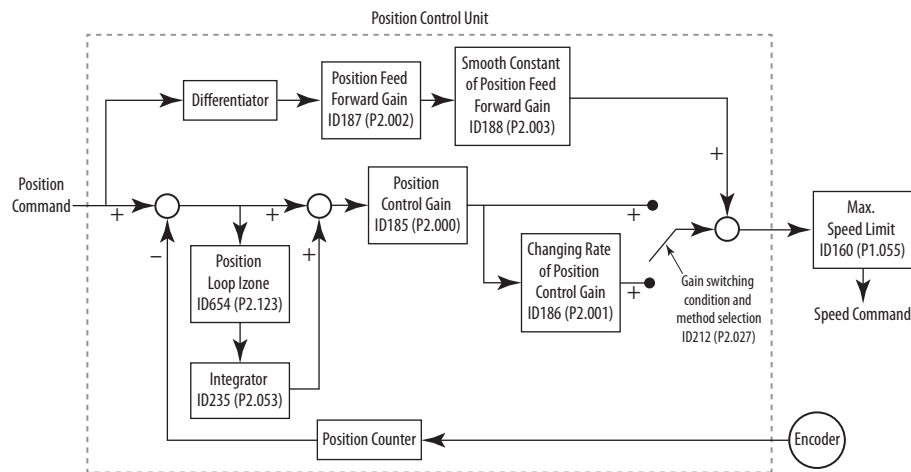 Position Control Unit
Differentiator
Position Feed
Forward Gain
ID187 (P2.002)
Smooth Constant
of Position Feed
Forward Gain
ID188 (P2.003)
+
Position
Command
+
−
+
+
Position
Control Gain
ID185 (P2.000)
+
Position
Loop Izone
ID654 (P2.123)
Integrator
ID235 (P2.053)
Changing Rate
of Position
Control Gain
ID186 (P2.001)
+
Gain switching
condition and
method selection
ID212 (P2.027)
Max.
Speed Limit
ID160 (P1.055)
Speed Command
Position Counter
Encoder